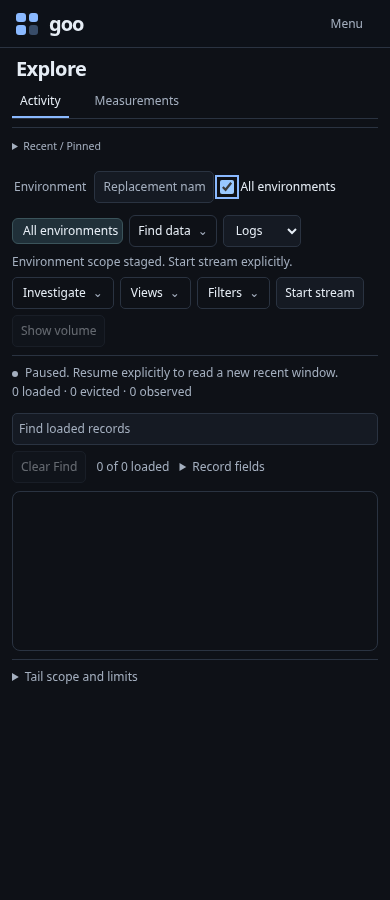 goo
Menu
Explore
Activity
Measurements
Recent / Pinned
Environment
Replacement nam
All environments
All environments
Find data
Logs
Environment scope staged. Start stream explicitly.
Investigate
Views
Filters
Start stream
Show volume
Paused. Resume explicitly to read a new recent window.
0 loaded · 0 evicted · 0 observed
Find loaded records
Clear Find
0 of 0 loaded
Record fields
Tail scope and limits